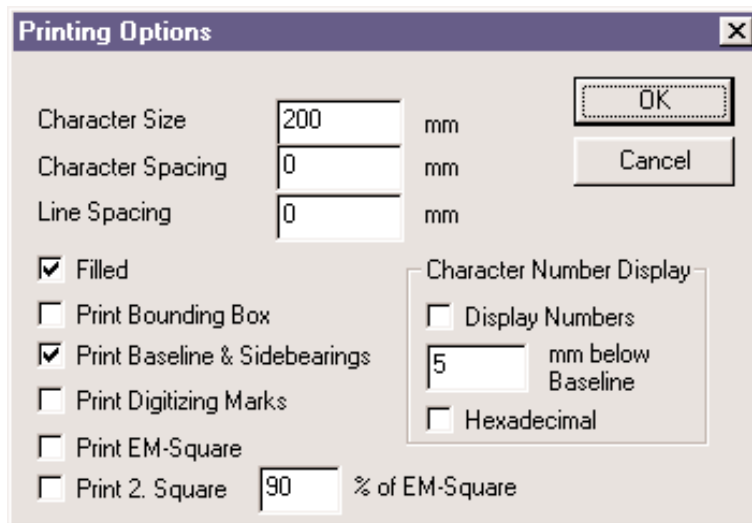 Printing Options
OK
Cancel
Character Size 200 mm
Character Spacing 0 mm
Line Spacing 0 mm
Filled
Print Bounding Box
Print Baseline & Sidebearings
Print Digitizing Marks
Print EM-Square
Print 2. Square 90 % of EM-Square
Character Number Display
Display Numbers
5 mm below
Baseline
Hexadecimal